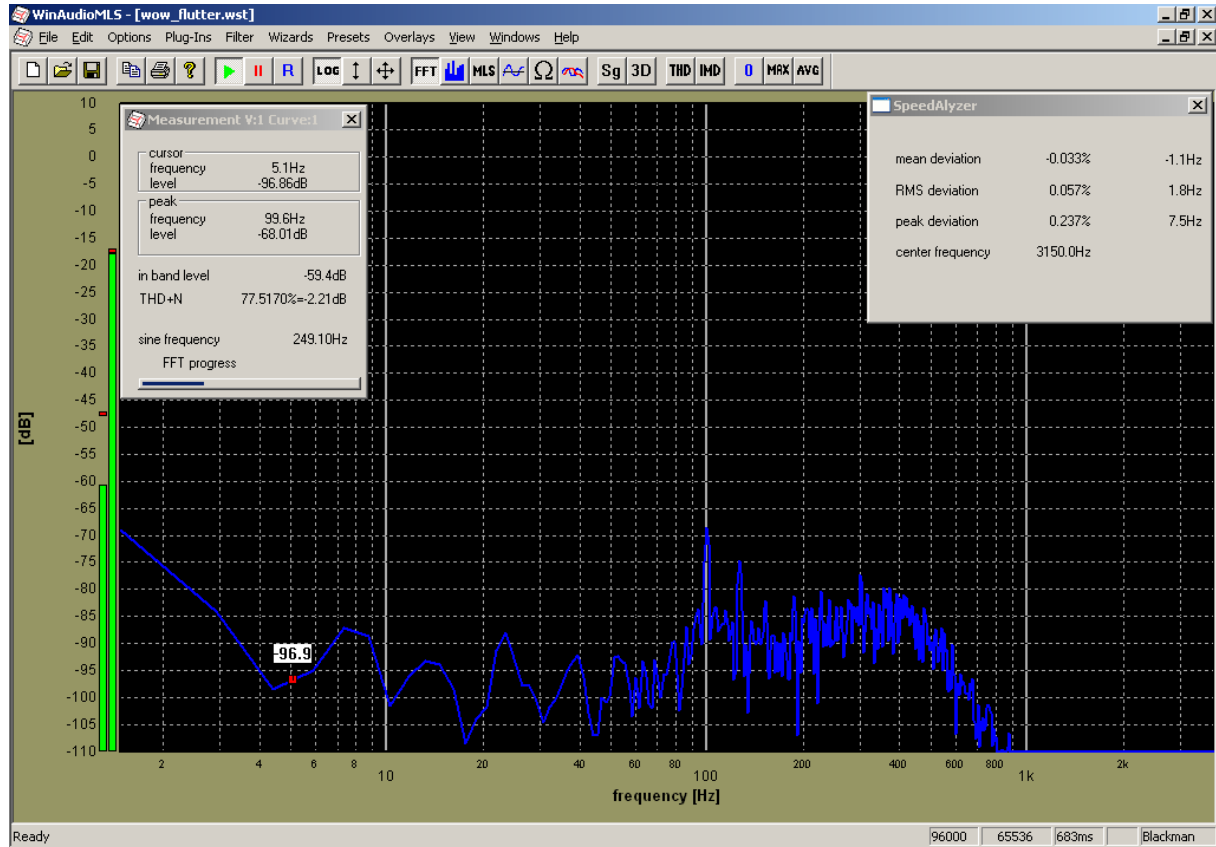 WinAudioMLS - [wow_flutter.wst]
File Edit Options Plug-Ins Filter Wizards Presets Overlays View Windows Help
R LOG FFT MLS Ω Sg 3D THD IMD 0 MAX AVG
Measurement V:1 Curve:1
cursor
frequency 5.1Hz
level -96.86dB
peak
frequency 99.6Hz
level -68.01dB
in band level -59.4dB
THD+N 77.5170%=-2.21dB
sine frequency 249.10Hz
FFT progress
SpeedAlyzer
mean deviation -0.033% -1.1Hz
RMS deviation 0.057% 1.8Hz
peak deviation 0.237% 7.5Hz
center frequency 3150.0Hz
10
5
0
-5
-10
-15
-20
-25
-30
-35
-40
-45
-50
-55
-60
-65
-70
-75
-80
-85
-90
-95
-100
-105
-110
[dB]
-96.9
2 4 6 8 10 20 40 60 80 100 200 400 600 800 1k 2k
frequency [Hz]
Ready 96000 65536 683ms Blackman